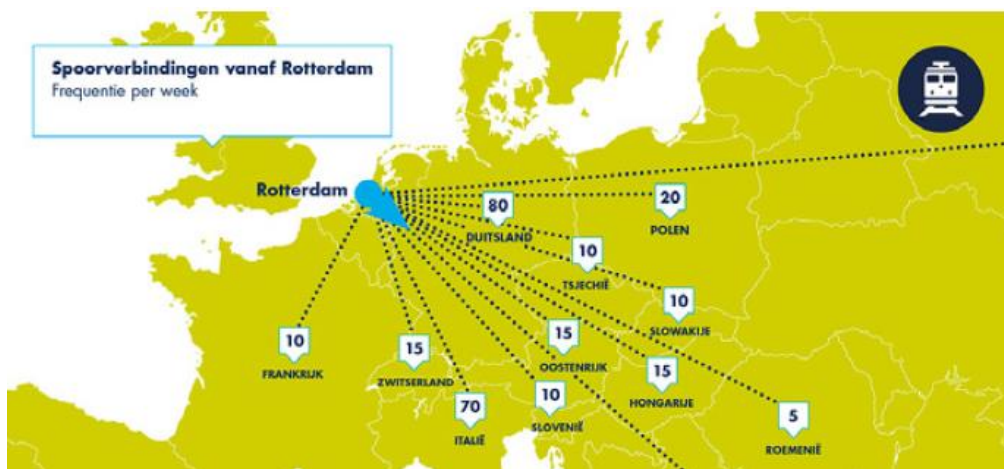 Spoorverbindingen vanaf Rotterdam
Frequentie per week
Rotterdam
80
DUITSLAND
20
POLEN
10
TSJECHIË
10
SLOWAKIJE
10
FRANKRIJK
15
ZWITSERLAND
15
OOSTENRIJK
15
HONGARIJE
70
ITALIË
10
SLOVENIË
5
ROEMENIË